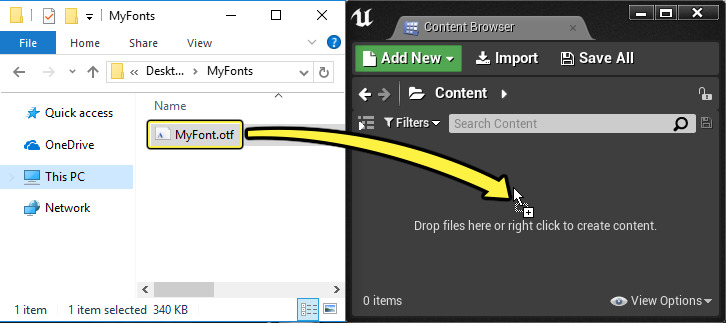 MyFonts
File
Home
Share
View
« Deskt...
MyFonts
Name
Quick access
OneDrive
This PC
Network
MyFont.otf
1 item
1 item selected
340 KB
Content Browser
Add New
Import
Save All
Content
Filters
Search Content
Drop files here or right click to create content.
0 items
View Options